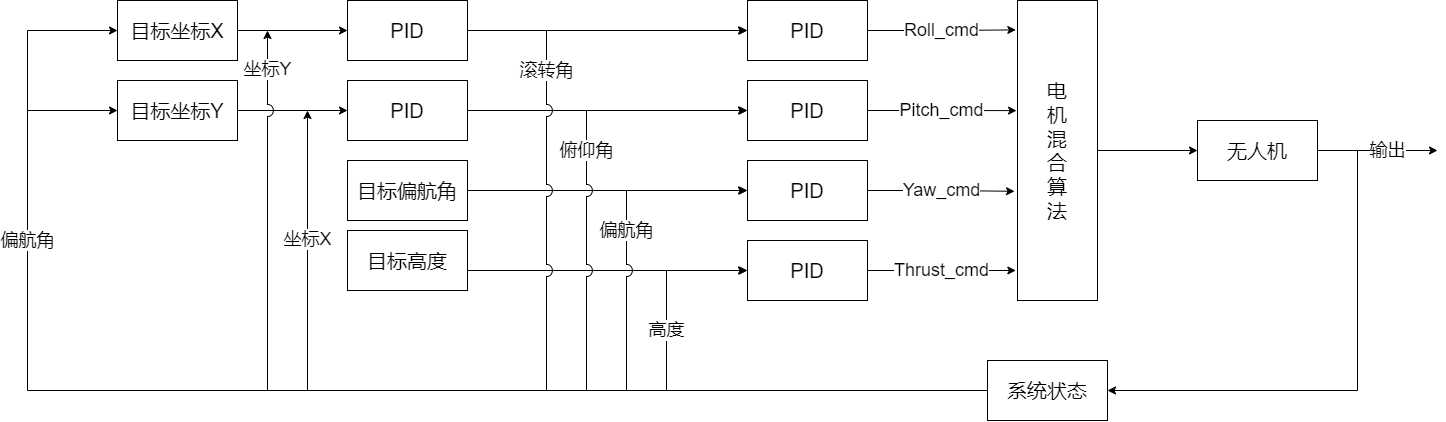 目标坐标X
PID
PID
Roll_cmd
坐标Y
滚转角
目标坐标Y
PID
PID
Pitch_cmd
电机混合算法
俯仰角
无人机
输出
目标偏航角
PID
Yaw_cmd
偏航角
坐标X
偏航角
目标高度
PID
Thrust_cmd
高度
系统状态